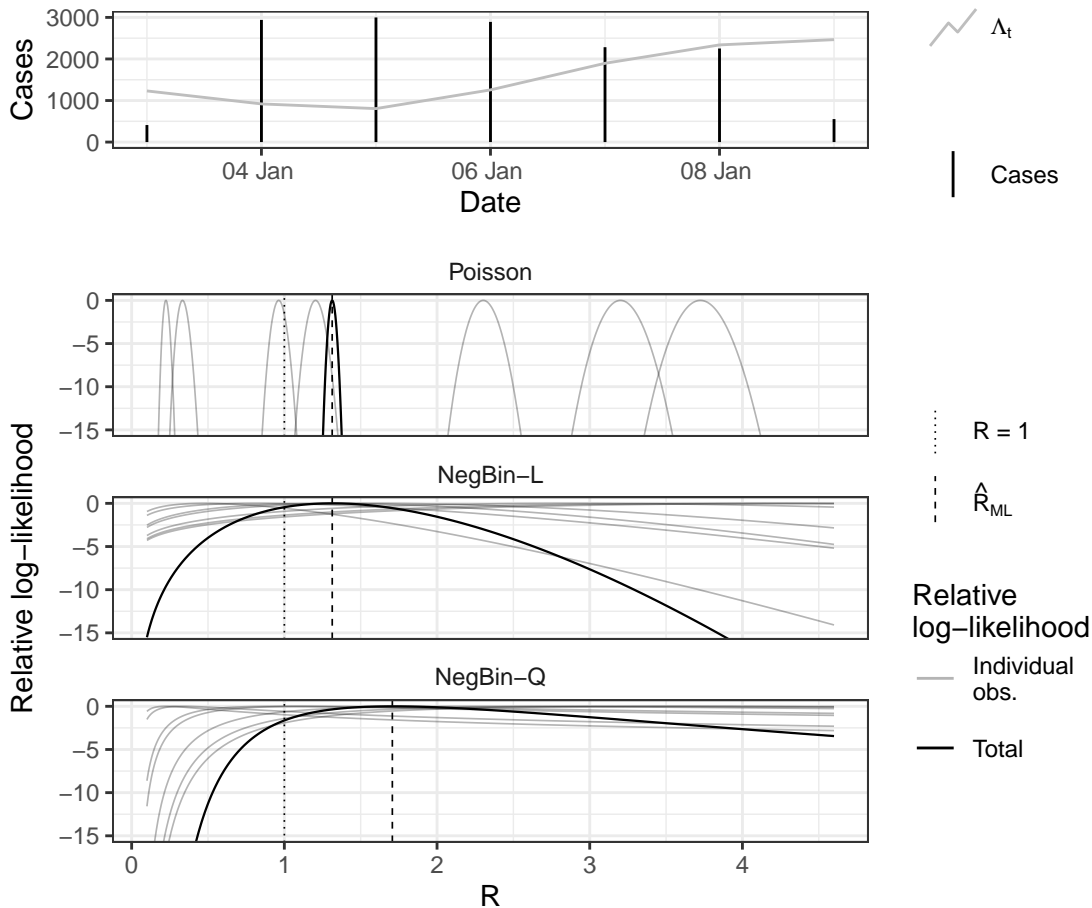 Cases
3000
2000
1000
0
04 Jan
06 Jan
08 Jan
Date
Λt
Cases
Relative log−likelihood
Poisson
0
−5
−10
−15
NegBin−L
0
−5
−10
−15
NegBin−Q
0
−5
−10
−15
0
1
2
3
4
R
R = 1
R̂ML
Relative
log−likelihood
Individual
obs.
Total